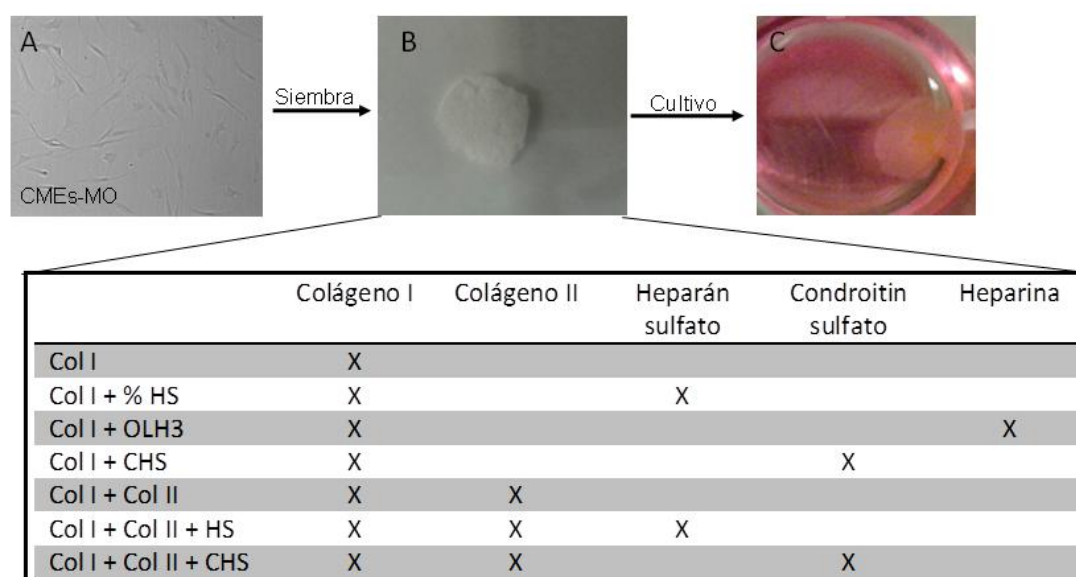 A
Siembra
B
Cultivo
C
CMEs-MO
Colágeno I Colágeno II Heparán sulfato Condroitin sulfato Heparina
Col I X
Col I + % HS X X
Col I + OLH3 X X
Col I + CHS X X
Col I + Col II X X
Col I + Col II + HS X X X
Col I + Col II + CHS X X X